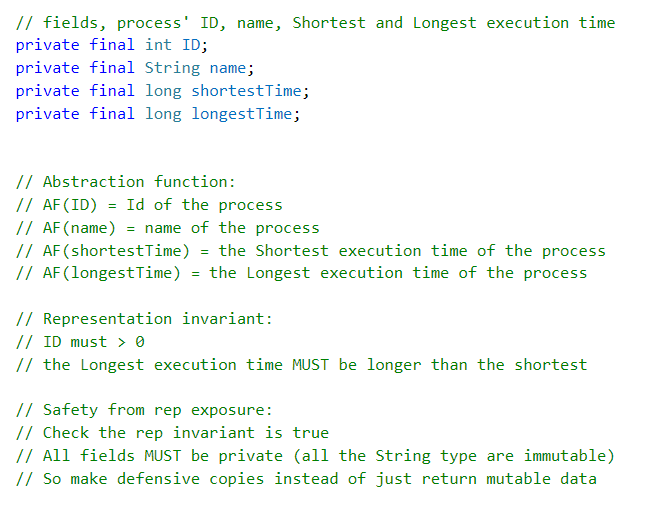 // fields, process' ID, name, Shortest and Longest execution time
private final int ID;
private final String name;
private final long shortestTime;
private final long longestTime;
// Abstraction function:
// AF(ID) = Id of the process
// AF(name) = name of the process
// AF(shortestTime) = the Shortest execution time of the process
// AF(longestTime) = the Longest execution time of the process
// Representation invariant:
// ID must > 0
// the Longest execution time MUST be longer than the shortest
// Safety from rep exposure:
// Check the rep invariant is true
// All fields MUST be private (all the String type are immutable)
// So make defensive copies instead of just return mutable data